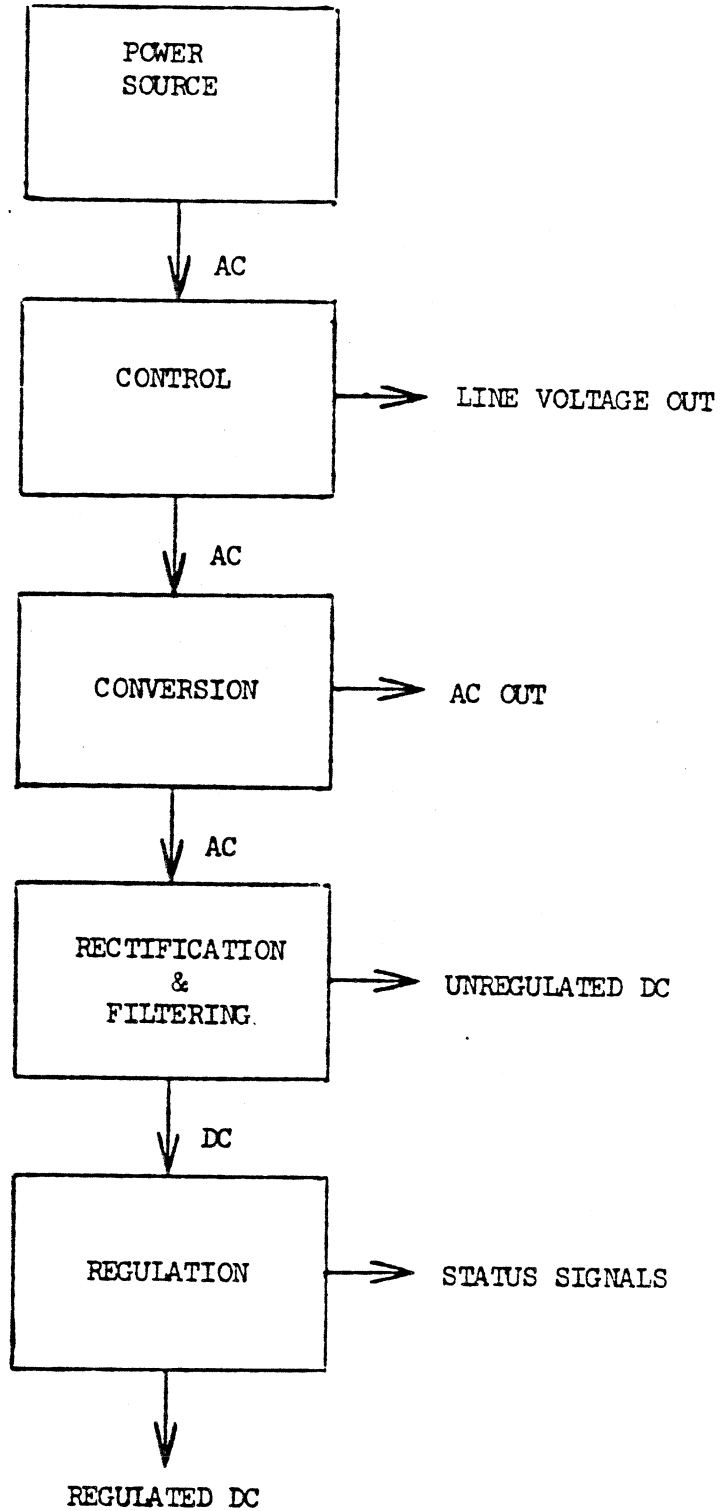 POWER
SOURCE
AC
CONTROL
LINE VOLTAGE OUT
AC
CONVERSION
AC OUT
AC
RECTIFICATION
&
FILTERING
UNREGULATED DC
DC
REGULATION
STATUS SIGNALS
REGULATED DC